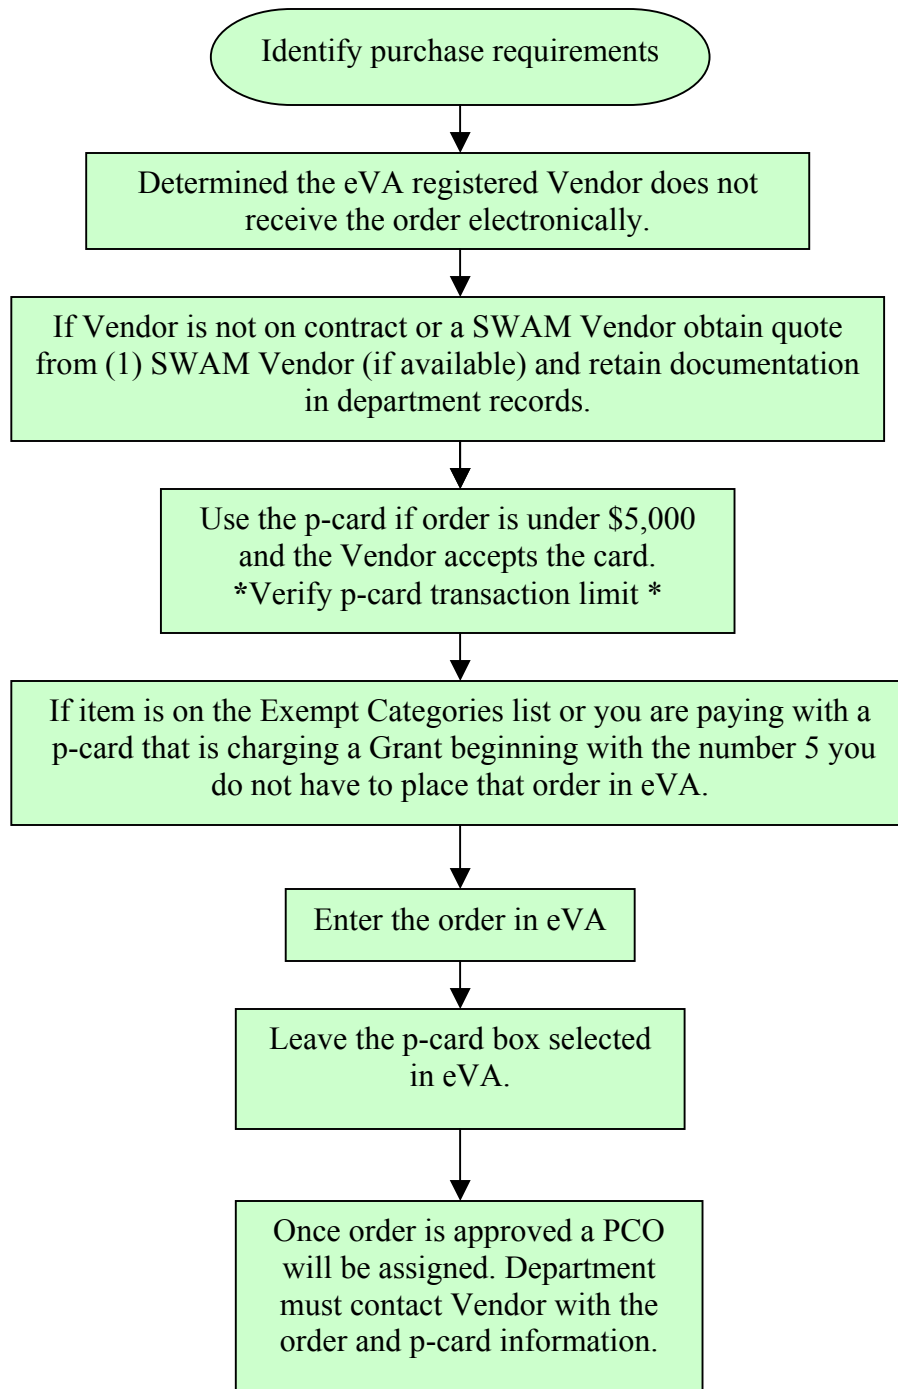 Identify purchase requirements
Determined the eVA registered Vendor does not
receive the order electronically.
If Vendor is not on contract or a SWAM Vendor obtain quote
from (1) SWAM Vendor (if available) and retain documentation
in department records.
Use the p-card if order is under $5,000
and the Vendor accepts the card.
*Verify p-card transaction limit *
If item is on the Exempt Categories list or you are paying with a
p-card that is charging a Grant beginning with the number 5 you
do not have to place that order in eVA.
Enter the order in eVA
Leave the p-card box selected
in eVA.
Once order is approved a PCO
will be assigned. Department
must contact Vendor with the
order and p-card information.